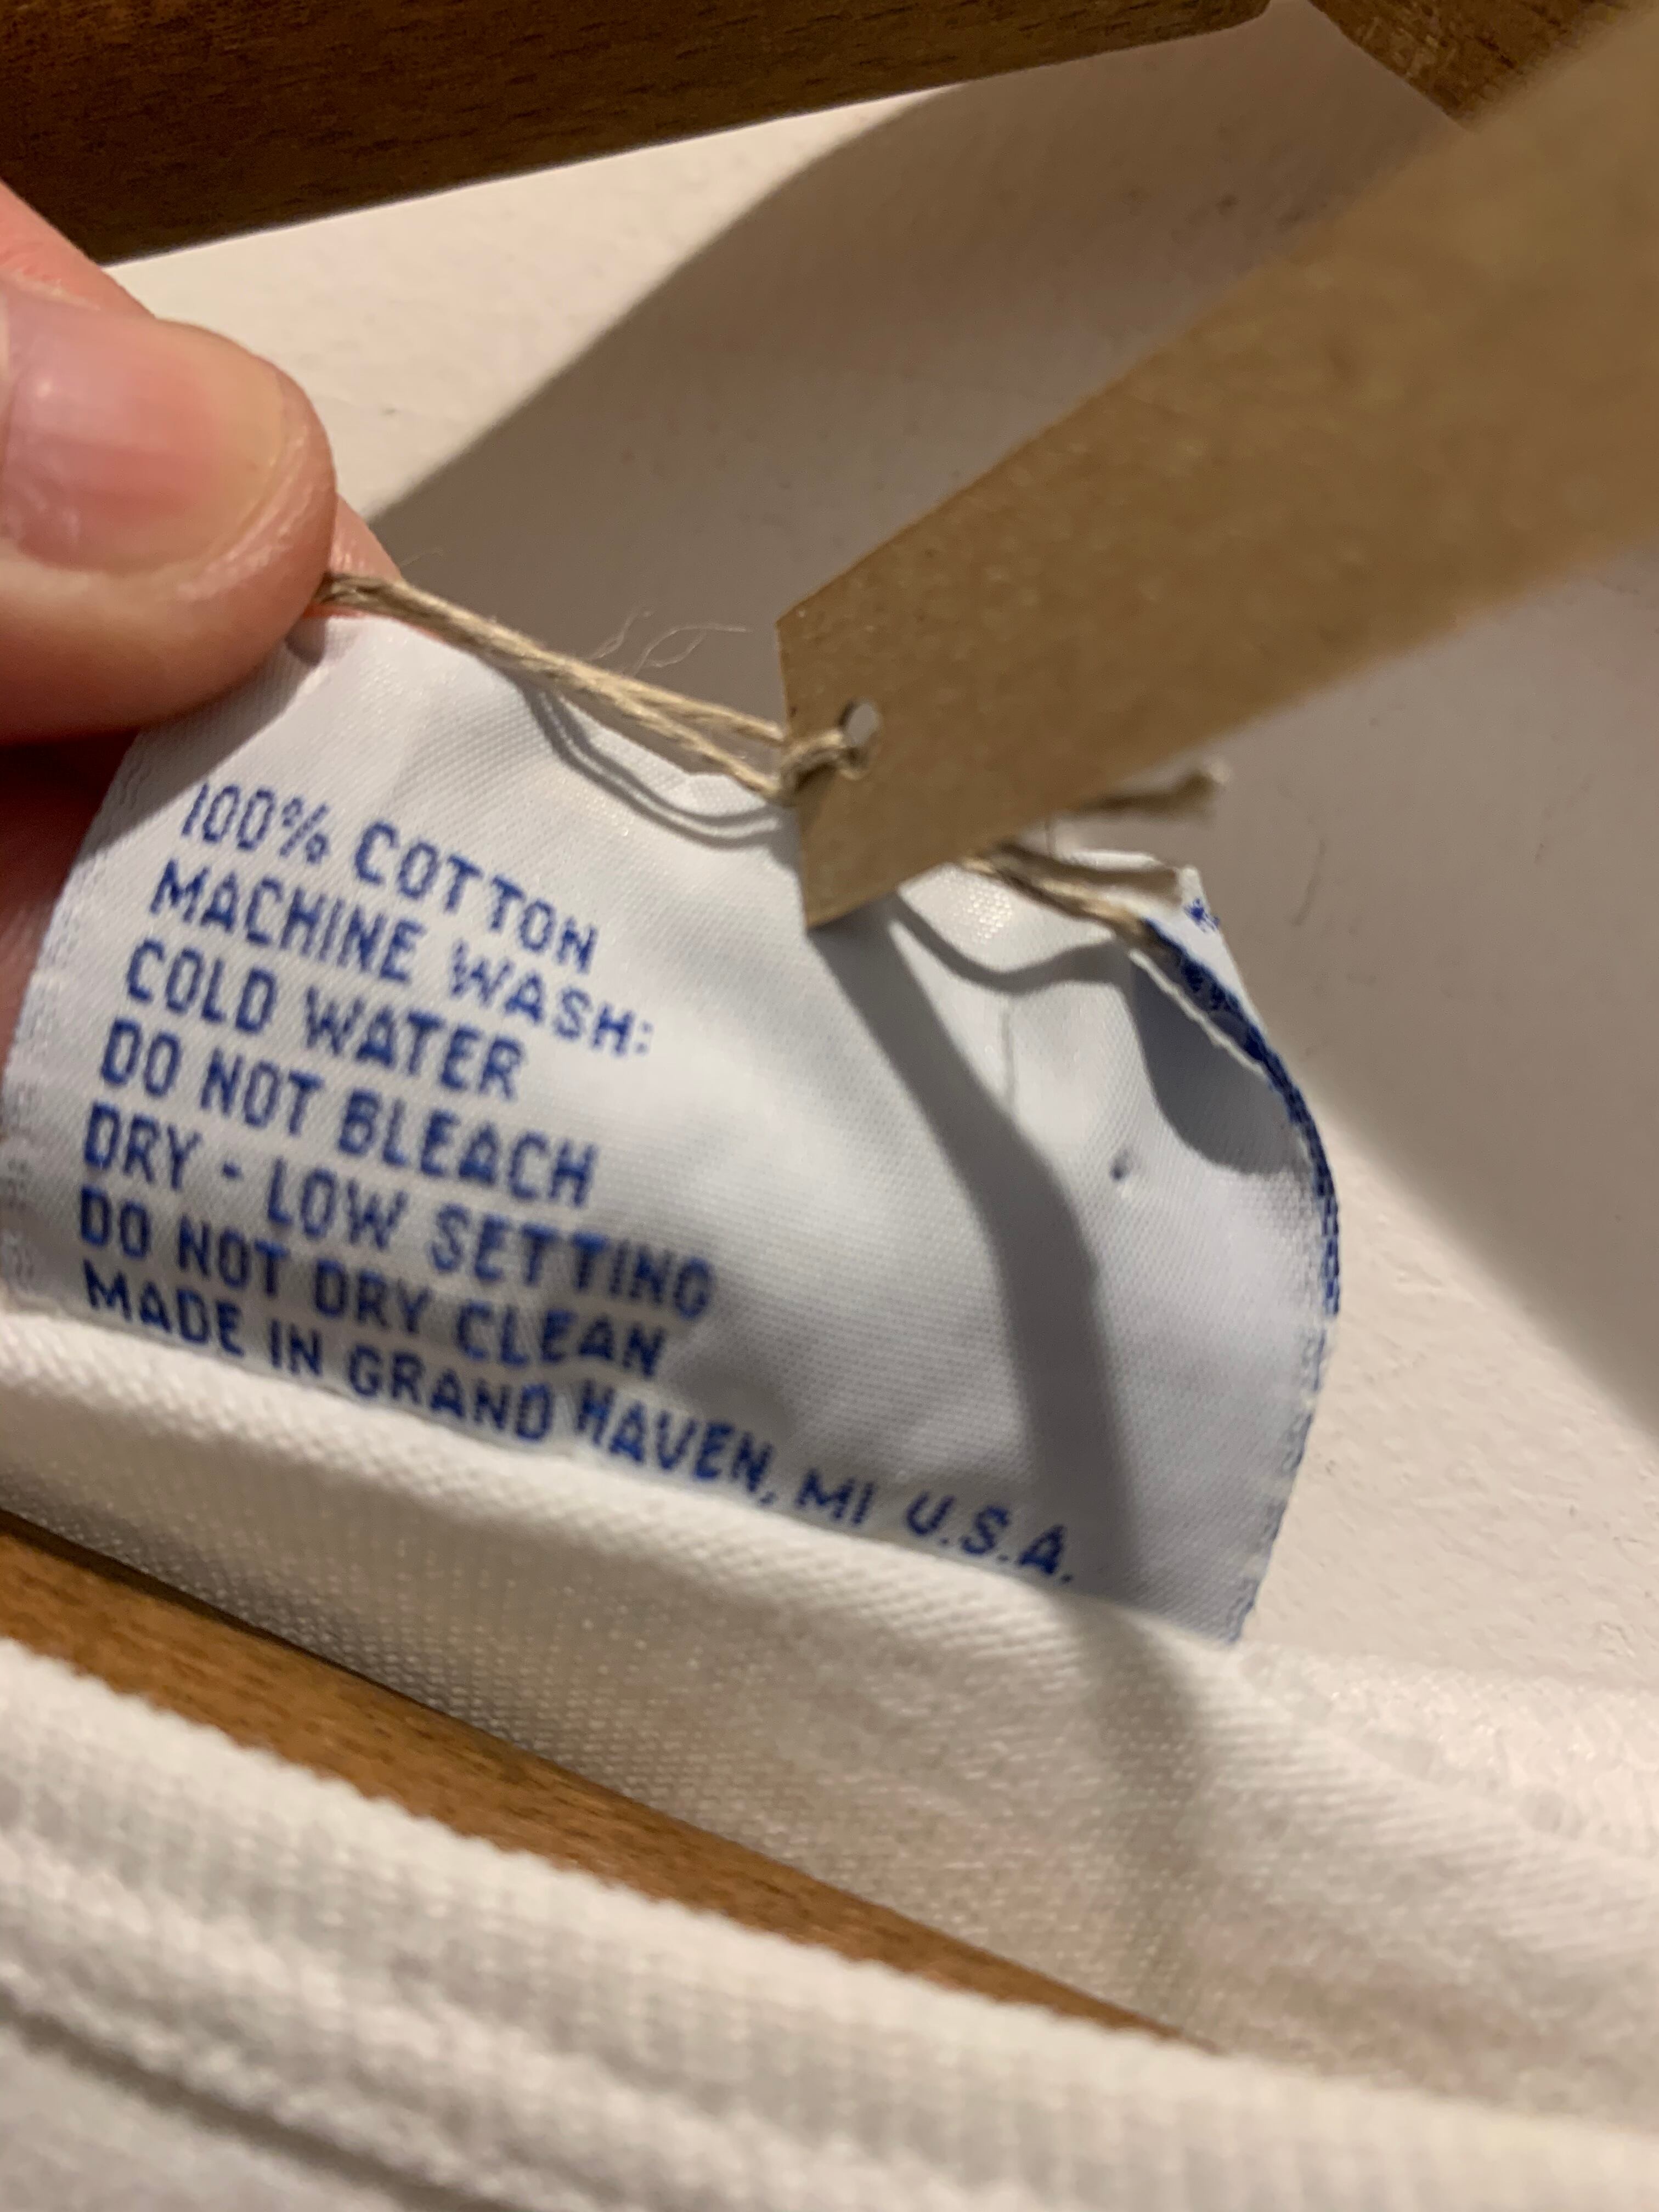 100% COTTON
MACHINE WASH:
COLD WATER
DO NOT BLEACH
DRY - LOW SETTING
DO NOT DRY CLEAN
MADE IN GRAND HAVEN, MI U.S.A.